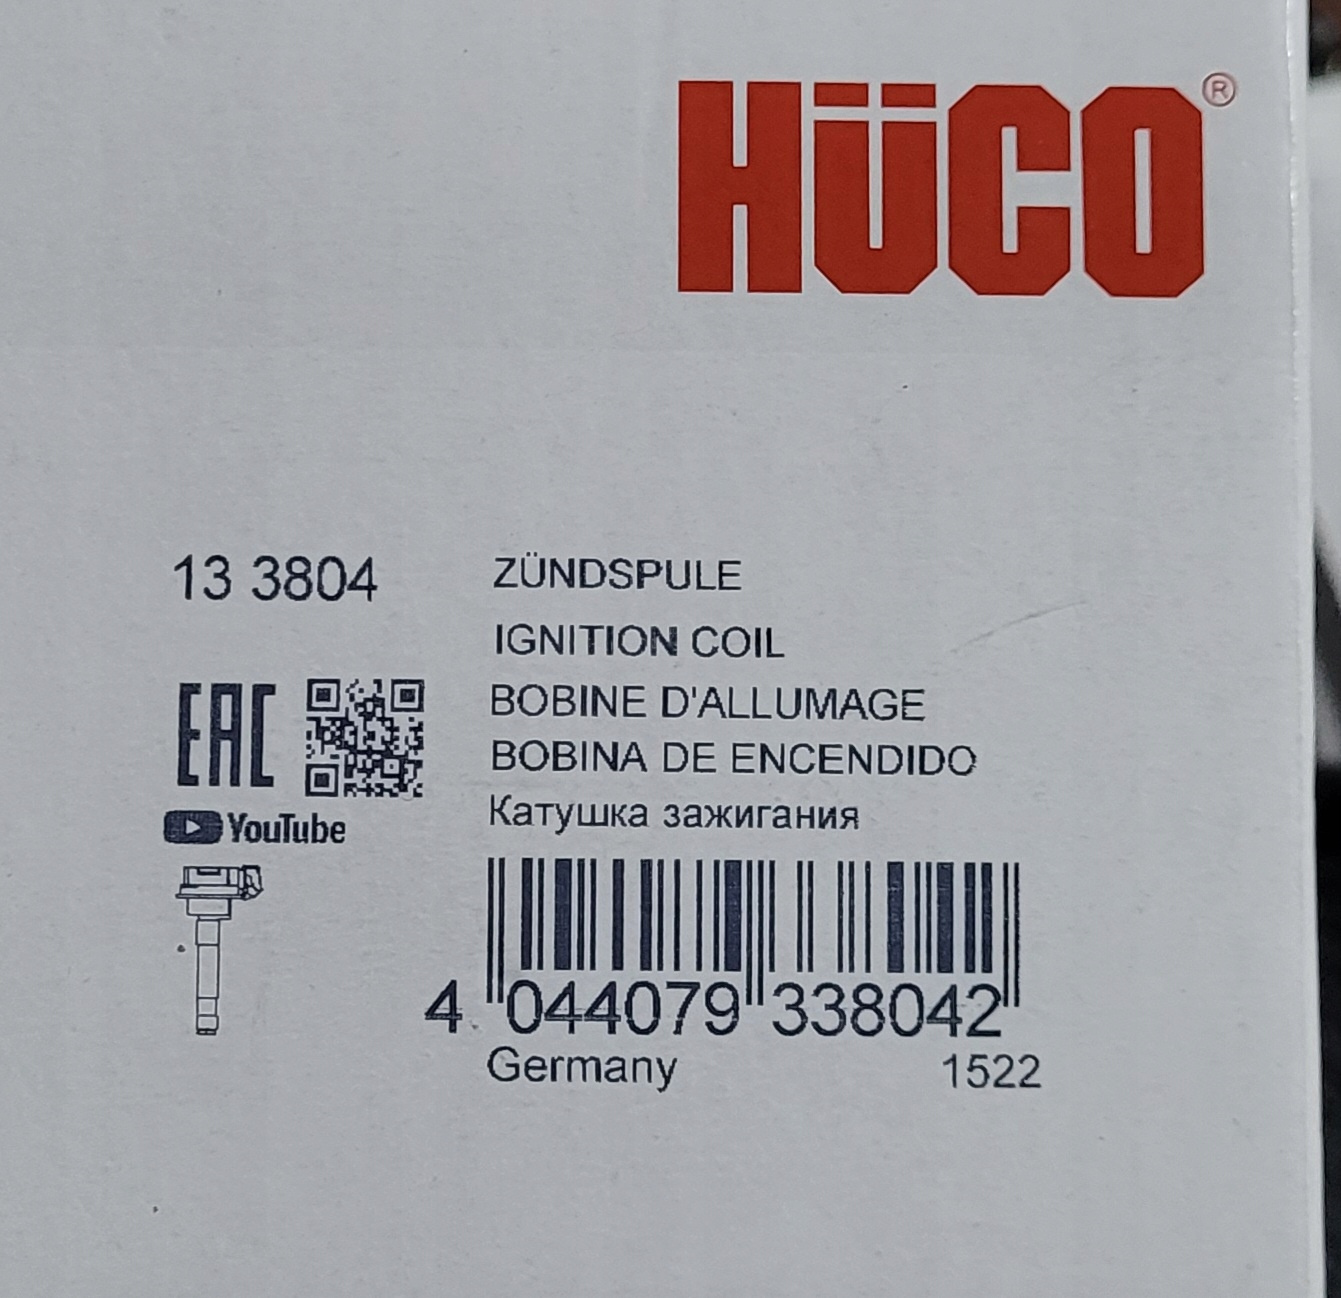 HÜCO®
13 3804
ZÜNDSPULE
IGNITION COIL
BOBINE D'ALLUMAGE
BOBINA DE ENCENDIDO
Катушка зажигания
EAC
YouTube
4 044079 338042
Germany 1522